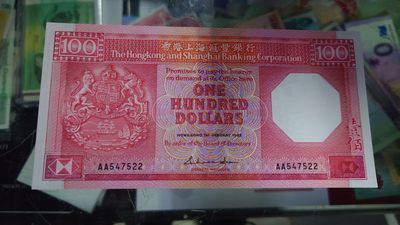 100
香港上海滙豐銀行
100
The Hongkong and Shanghai Banking Corporation
Promises to pay the bearer
on demand at its Office here
ONE
HUNDRED
DOLLARS
By order of the Board of Directors
AA547522
AA547522